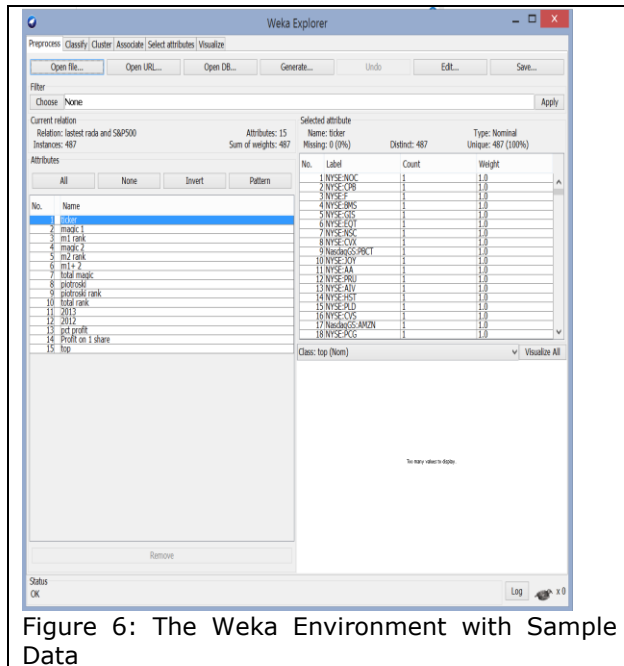 Weka Explorer
Preprocess Classify Cluster Associate Select attributes Visualize
Open file... Open URL... Open DB... Generate... Undo Edit... Save...
Filter
Choose None Apply
Current relation
Relation: lastest rada and S&P500 Attributes: 15
Instances: 487 Sum of weights: 487
Attributes
All None Invert Pattern
No. Name
1 ticker
2 magic 1
3 m1 rank
4 magic 2
5 m2 rank
6 m1+ 2
7 total magic
8 piotroski
9 piotroski rank
10 total rank
11 2013
12 2012
13 pct profit
14 Profit on 1 share
15 top
Remove
Selected attribute
Name: ticker Type: Nominal
Missing: 0 (0%) Distinct: 487 Unique: 487 (100%)
No. Label Count Weight
1 NYSE:NOC 1 1.0
2 NYSE:CPB 1 1.0
3 NYSE:F 1 1.0
4 NYSE:BMS 1 1.0
5 NYSE:GIS 1 1.0
6 NYSE:EQT 1 1.0
7 NYSE:NSC 1 1.0
8 NYSE:CVX 1 1.0
9 NasdaqGS:PBCT 1 1.0
10 NYSE:JOY 1 1.0
11 NYSE:AA 1 1.0
12 NYSE:PRU 1 1.0
13 NYSE:AIV 1 1.0
14 NYSE:HST 1 1.0
15 NYSE:PLD 1 1.0
16 NYSE:CVS 1 1.0
17 NasdaqGS:AMZN 1 1.0
18 NYSE:PCG 1 1.0
Class: top (Nom) Visualize All
Too many values to display.
Status
OK Log x 0
Figure 6: The Weka Environment with Sample
Data